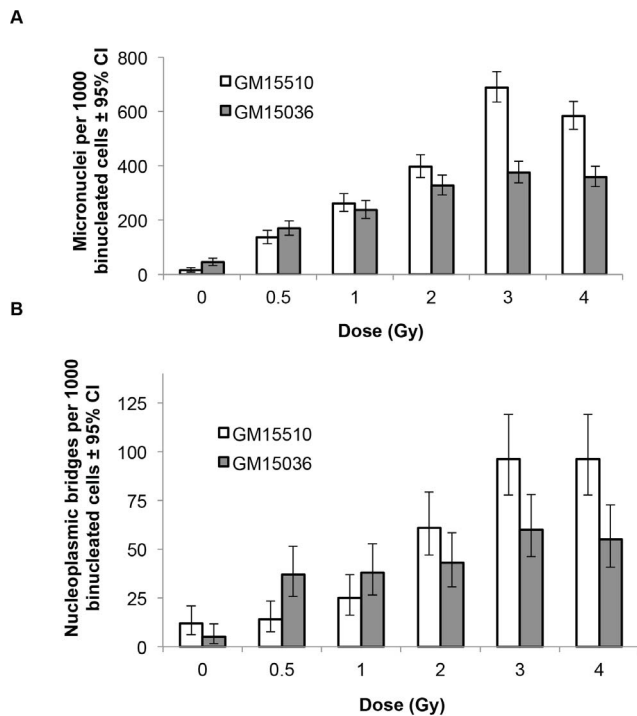 A
Micronuclei per 1000
binucleated cells ± 95% CI
800
600
400
200
0
GM15510
GM15036
0 0.5 1 2 3 4
Dose (Gy)
B
Nucleoplasmic bridges per 1000
binucleated cells ± 95% CI
125
100
75
50
25
0
GM15510
GM15036
0 0.5 1 2 3 4
Dose (Gy)